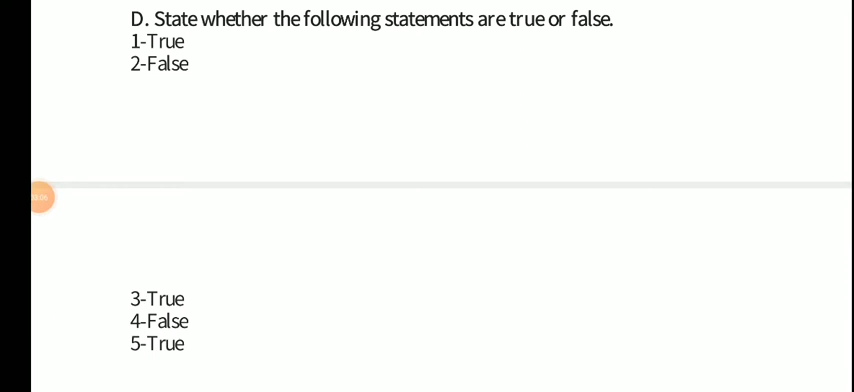 D. State whether the following statements are true or false.
1-True
2-False
3-True
4-False
5-True